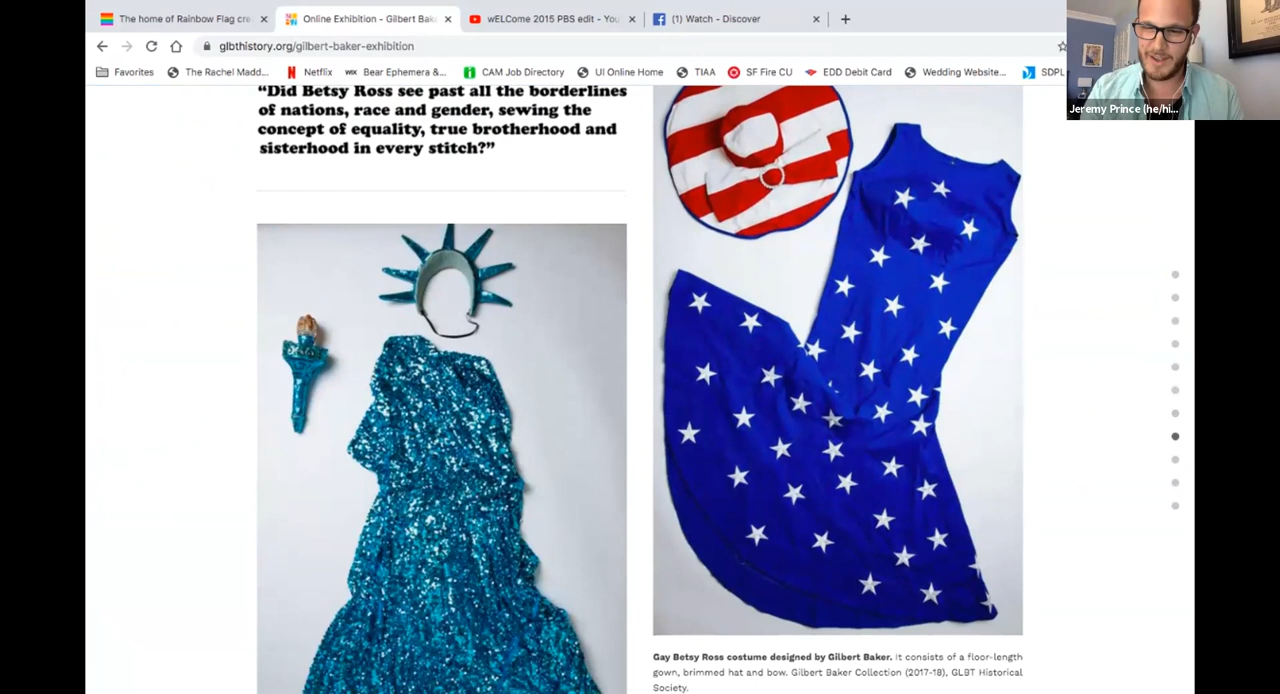 The home of Rainbow Flag cre
Online Exhibition - Gilbert Bak
wELCome 2015 PBS edit - You
(1) Watch - Discover
glbthistory.org/gilbert-baker-exhibition
Favorites
The Rachel Madd...
Netflix
WIX Bear Ephemera &...
CAM Job Directory
UI Online Home
TIAA
SF Fire CU
EDD Debit Card
Wedding Website...
SDPL
Jeremy Prince (he/hi...
“Did Betsy Ross see past all the borderlines
of nations, race and gender, sewing the
concept of equality, true brotherhood and
sisterhood in every stitch?”
Gay Betsy Ross costume designed by Gilbert Baker. It consists of a floor-length
gown, brimmed hat and bow. Gilbert Baker Collection (2017-18), GLBT Historical
Society.